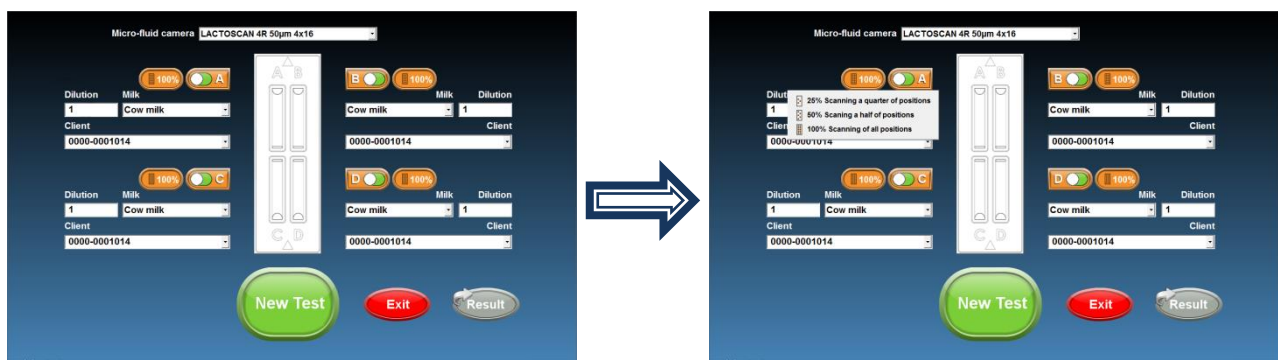 Micro-fluid camera LACTOSCAN 4R 50µm 4x16
100% A
B 100%
A B
Dilution Milk
1 Cow milk
Client
0000-0001014
Milk Dilution
Cow milk 1
Client
0000-0001014
100% C
D 100%
Dilution Milk
1 Cow milk
Client
0000-0001014
Milk Dilution
Cow milk 1
Client
0000-0001014
C D
New Test Exit Result
Micro-fluid camera LACTOSCAN 4R 50µm 4x16
100% A
B 100%
A B
Dilut
1
25% Scanning a quarter of positions
50% Scaning a half of positions
100% Scanning of all positions
Clien
0000-0001014
Milk Dilution
Cow milk 1
Client
0000-0001014
100% C
D 100%
Dilution Milk
1 Cow milk
Client
0000-0001014
Milk Dilution
Cow milk 1
Client
0000-0001014
C D
New Test Exit Result